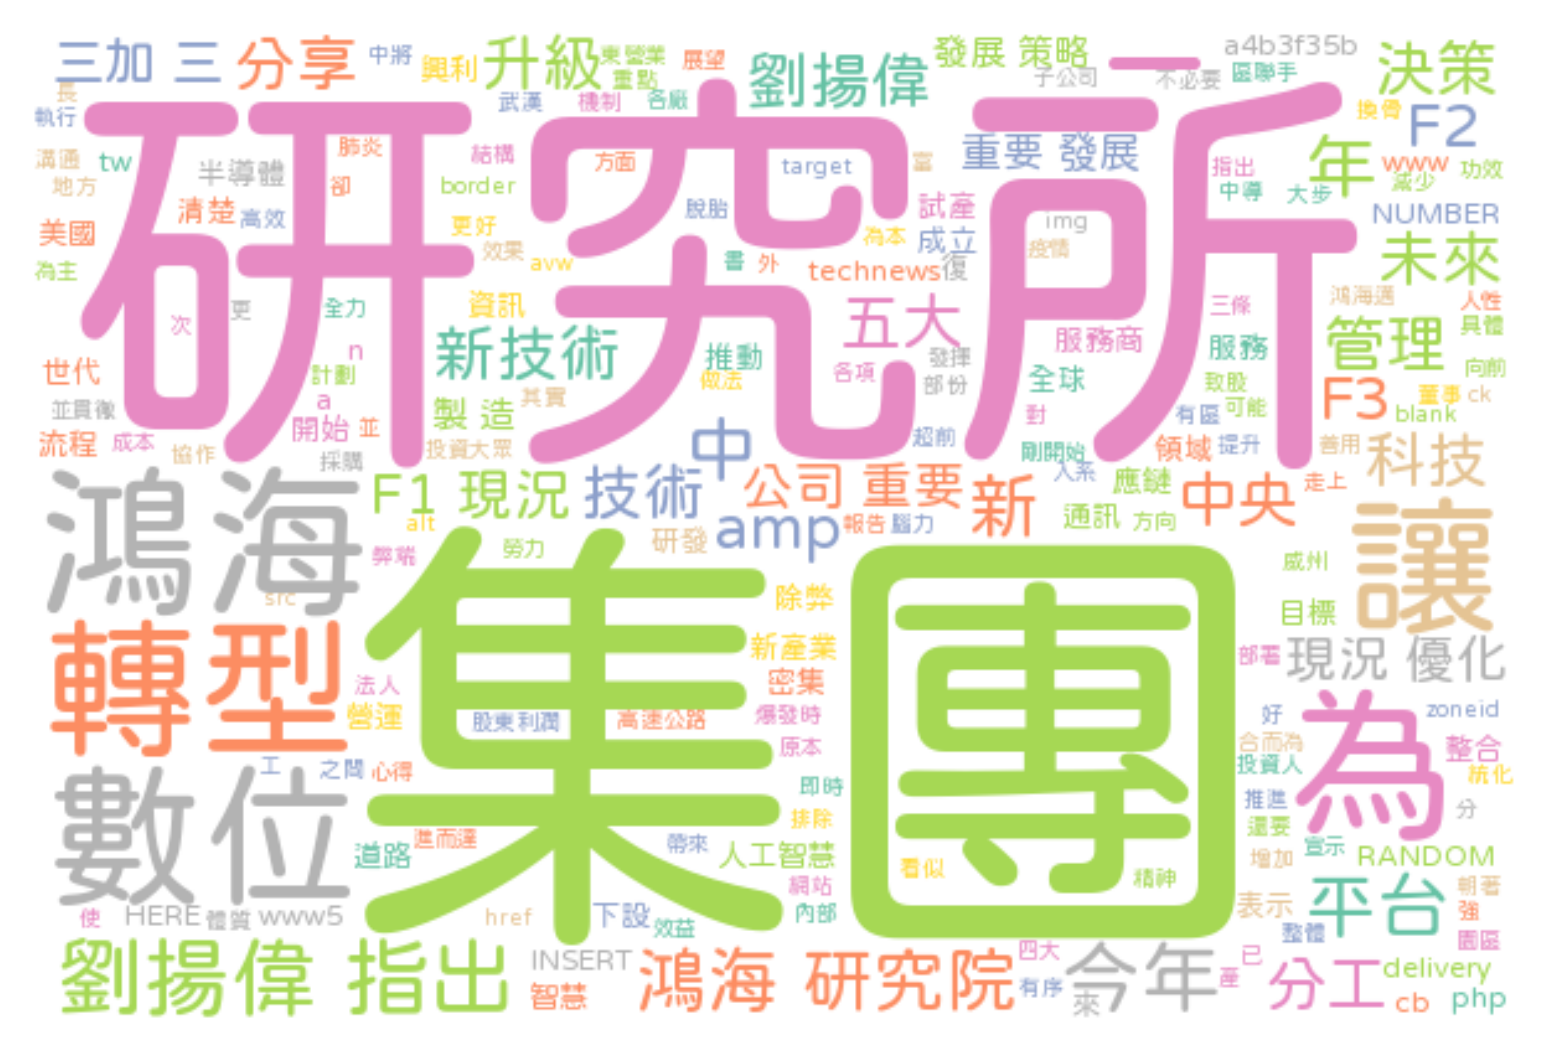 三加 三 分享 中將 興利 升級 東營業 重點 展望 劉揚偉 發展 策略 a4b3f35b 決策
長 執行 武漢 機制 各廠 子公司 不必要 區聯手 換骨 F2
研究所
溝通 tw 地方 半導體 肺炎 卻 結構 border 方面 target 富 重要 發展 指出 中導 大步 年 www 減少 功效
美國 清楚 高效 更好 效果 脫胎 為本 試產 成立 img 疫情 NUMBER 未來
為主 avw 書 外 technews 復
次 更 全力 資訊 五大 服務商 三條 鴻海邁 人性 具體
世代 n 計劃 a 新技術 推動 做法 各項 發揮 部份 全球 服務 致股 管理 向前
並貫徹 開始 並 製 造 其實 對 有區 可能 F3 董事 ck blank
流程 成本 協作 採購 投資大眾 中 超前 剛開始 領域 提升 善用 科技
鴻海 F1 現況 技術 公司 重要 新 入系 應鏈 中央 走上
alt amp 報告 腦力 通訊 方向 讓
弊端 勞力 研發 威州
src 除弊 目標
轉型 集團 新產業 部署 現況 優化
法人 密集
營運 股東利潤 高速公路 爆發時 好 為 zoneid
工 之間 心得 原本 合而為 投資人 整合 梳化
數位 即時 推進 分
道路 進而達 帶來 排除 人工智慧 還要 增加 宣示 RANDOM
看似 精神 網站 平台 朝著
使 HERE 體質 www5 href 下設 效益 內部 表示 強
劉揚偉 指出 INSERT 智慧 鴻海 研究院 四大 有序 今年 來 已 產 整體 分工 園區 delivery cb php